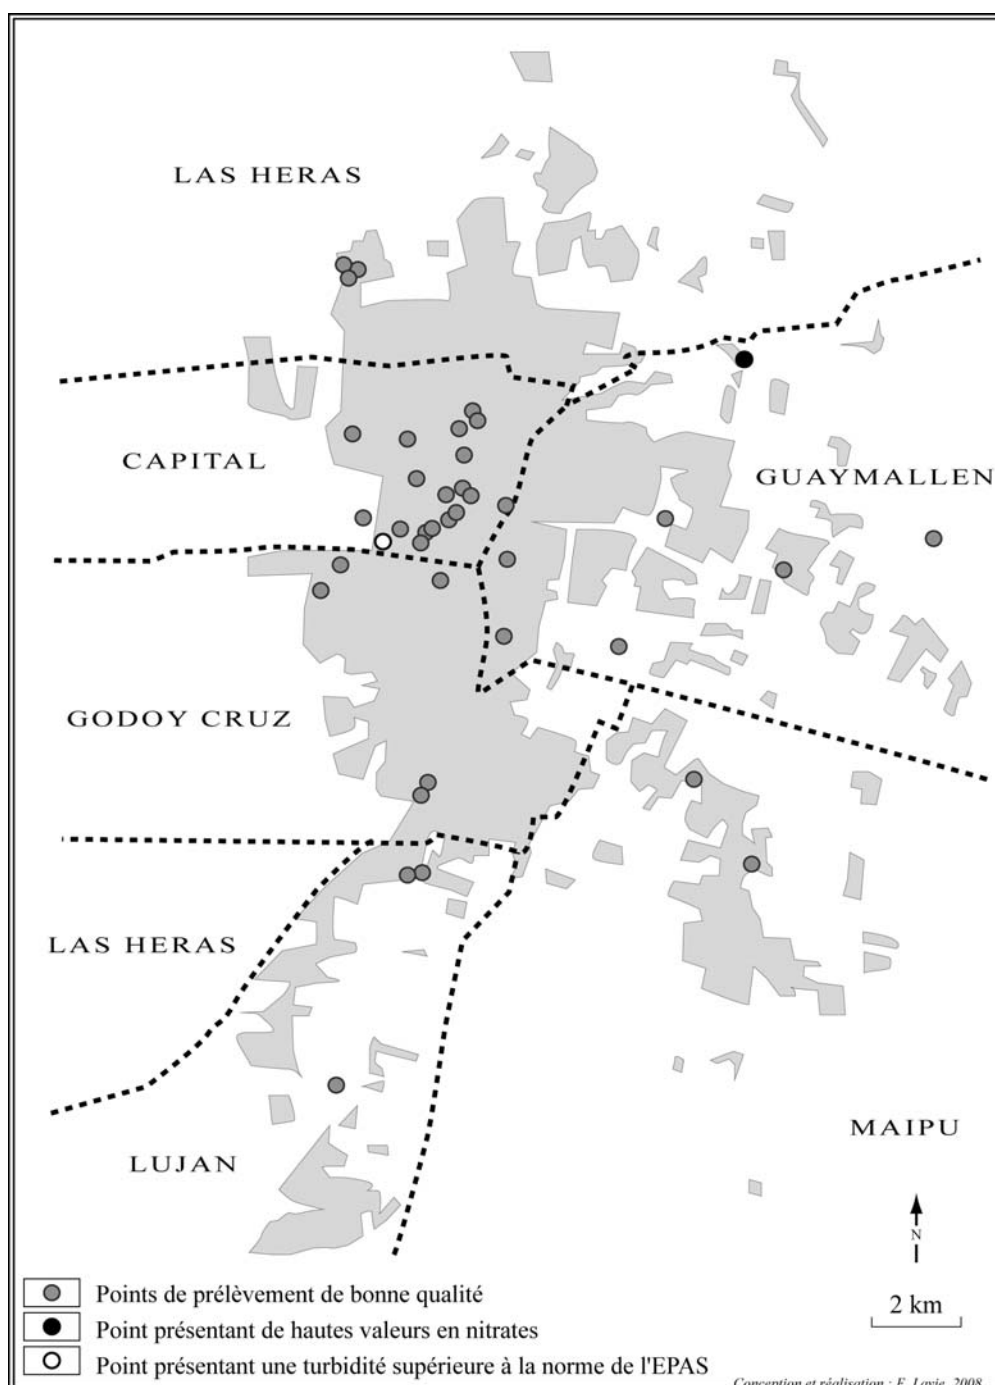 LAS HERAS
CAPITAL
GUAYMALLEN
GODOY CRUZ
LAS HERAS
MAIPU
LUJAN
N
2 km
Points de prélèvement de bonne qualité
Point présentant de hautes valeurs en nitrates
Point présentant une turbidité supérieure à la norme de l'EPAS
Conception et réalisation : E. Lavie, 2008